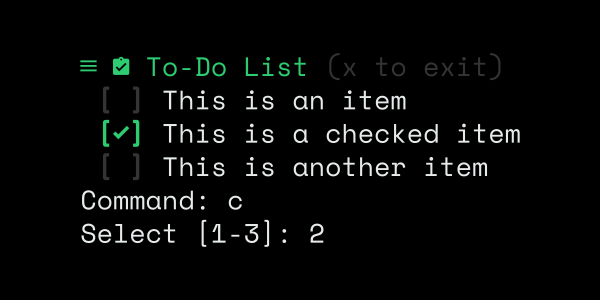 To-Do List (x to exit)
[ ] This is an item
[✓] This is a checked item
[ ] This is another item
Command: c
Select [1-3]: 2